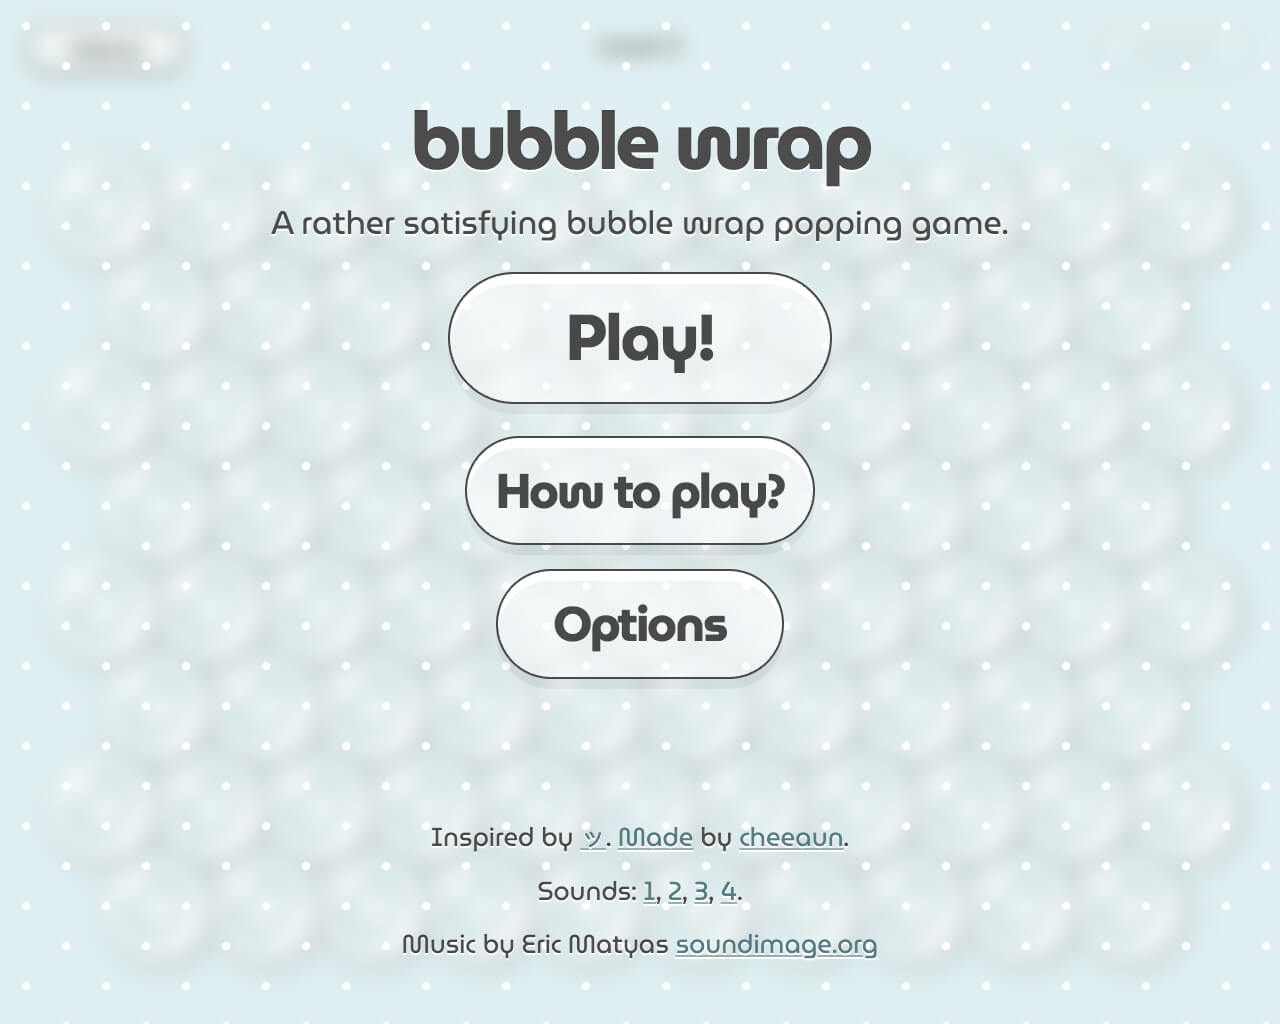 bubble wrap
A rather satisfying bubble wrap popping game.
Play!
How to play?
Options
Inspired by ッ. Made by cheeaun.
Sounds: 1, 2, 3, 4.
Music by Eric Matyas soundimage.org